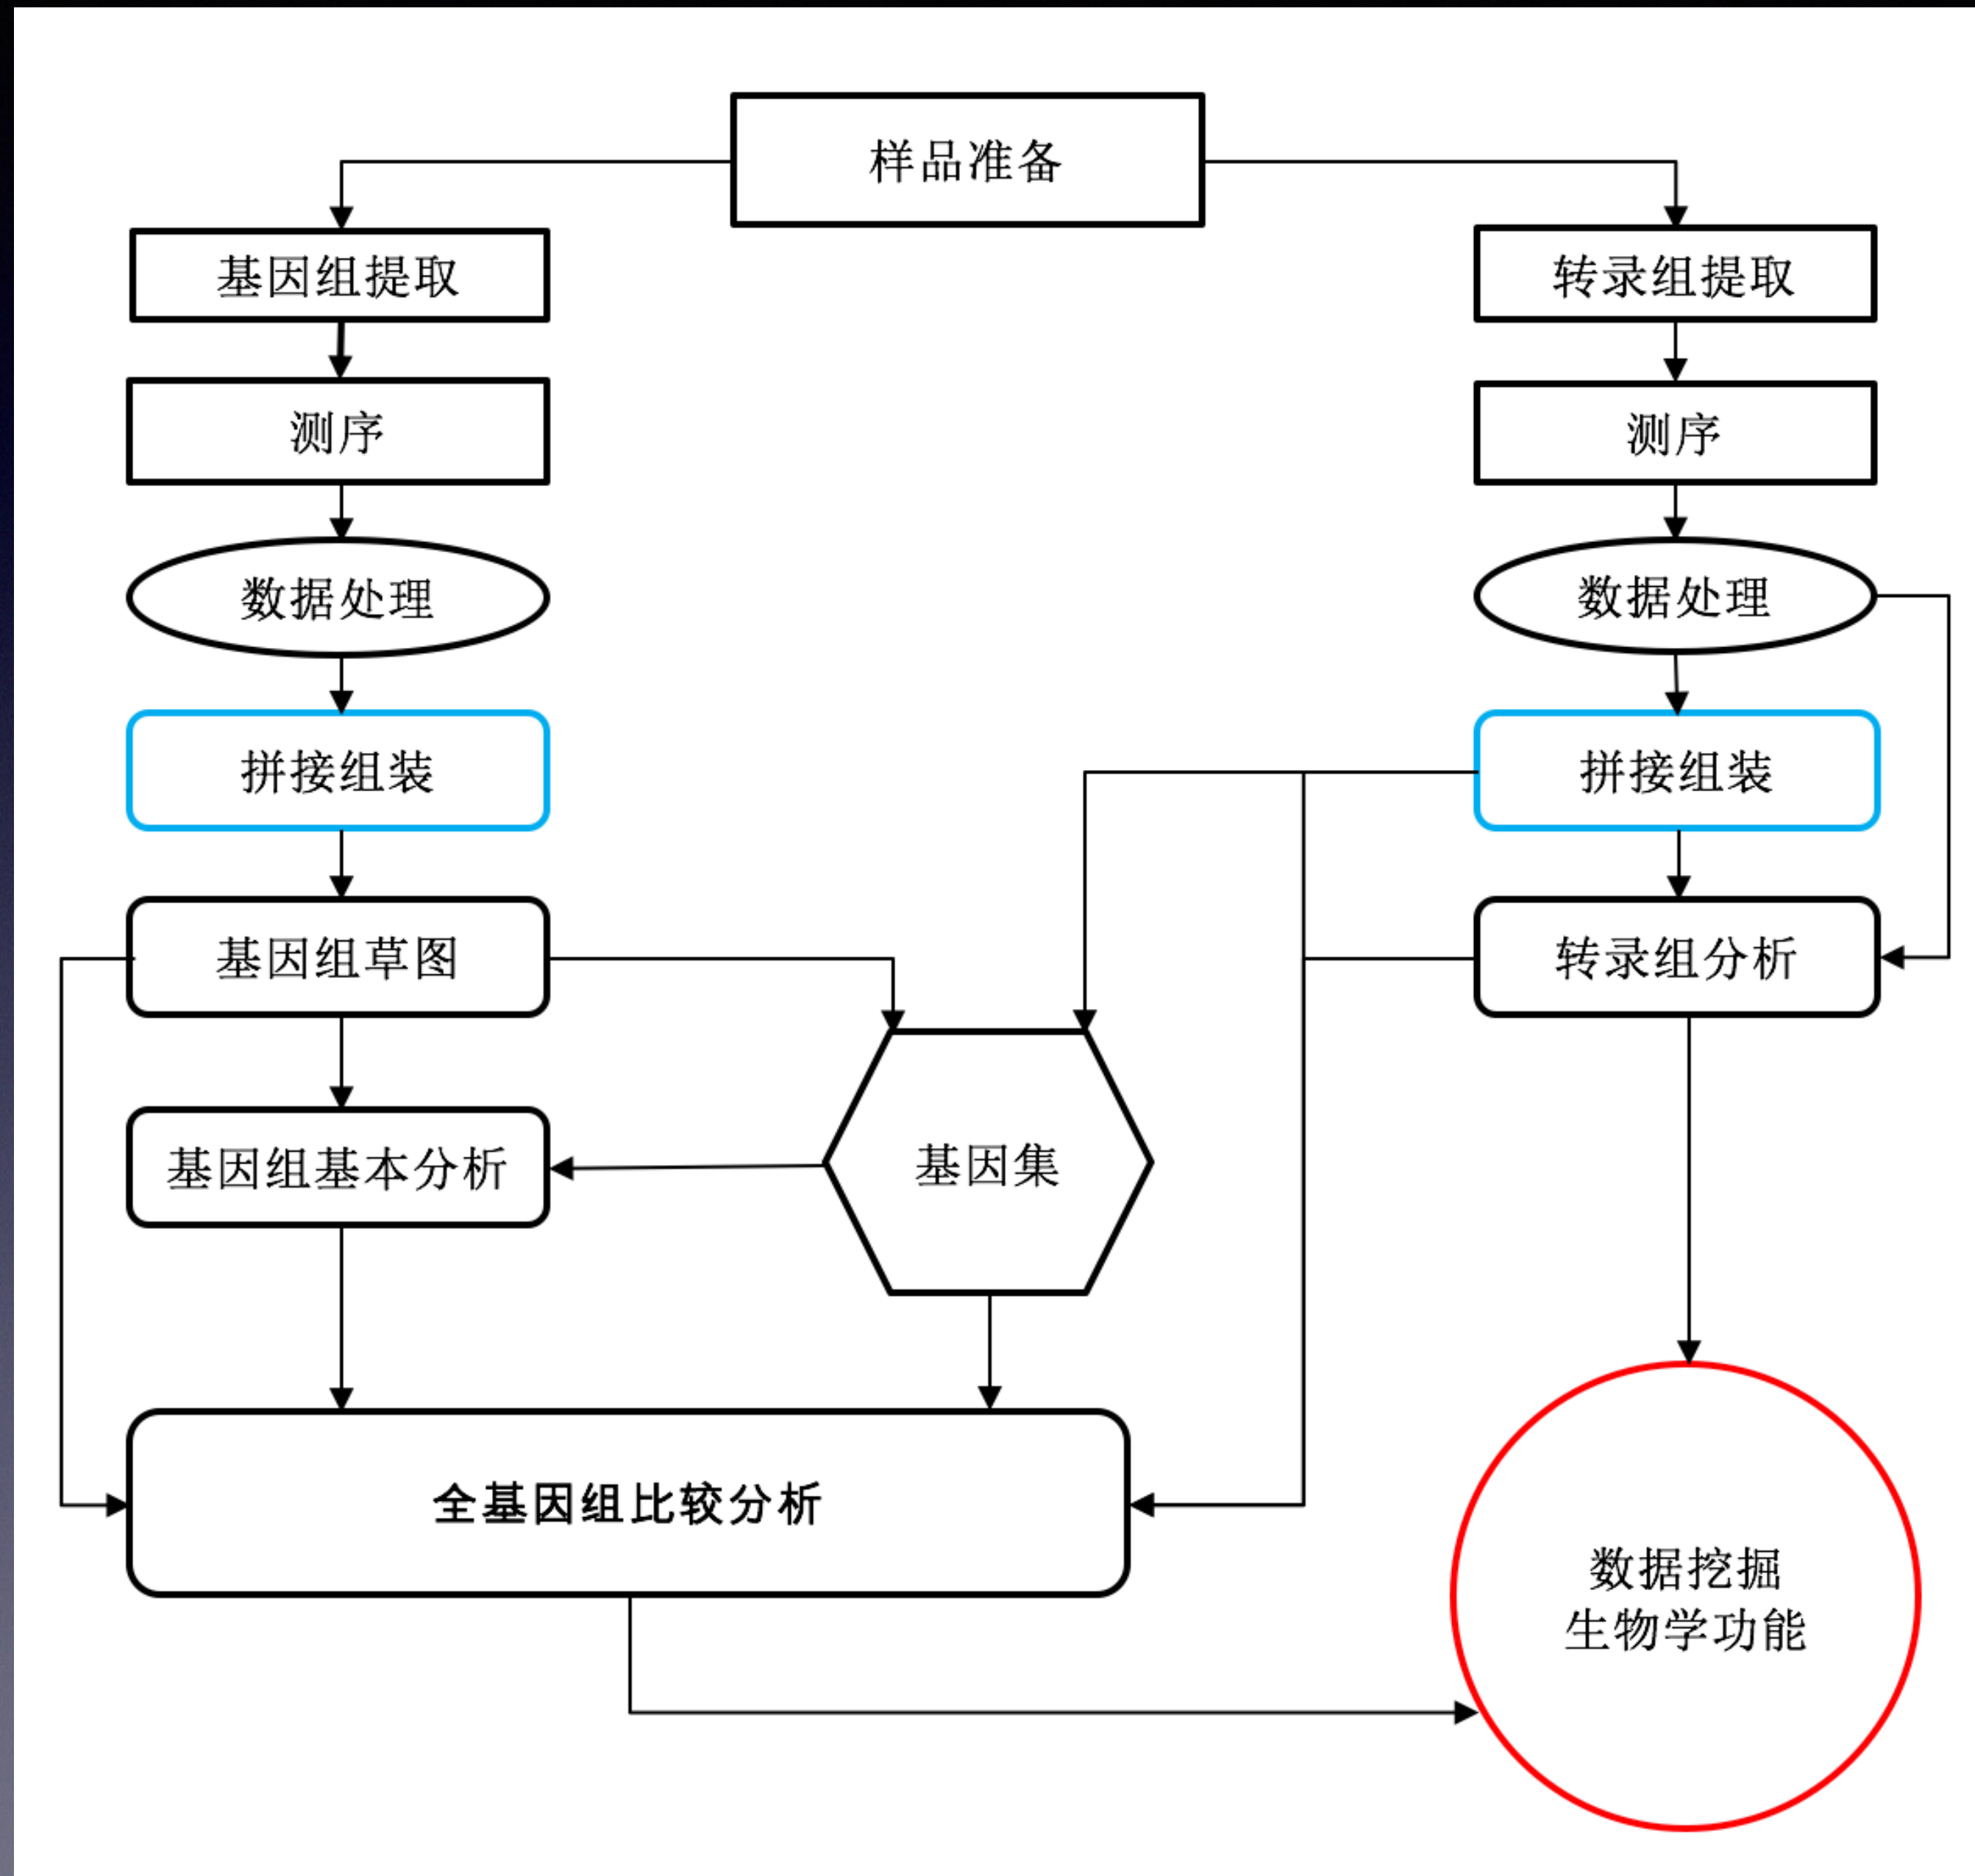 样品准备
基因组提取
转录组提取
测序
测序
数据处理
数据处理
拼接组装
拼接组装
基因组草图
转录组分析
基因组基本分析
基因集
全基因组比较分析
数据挖掘
生物学功能